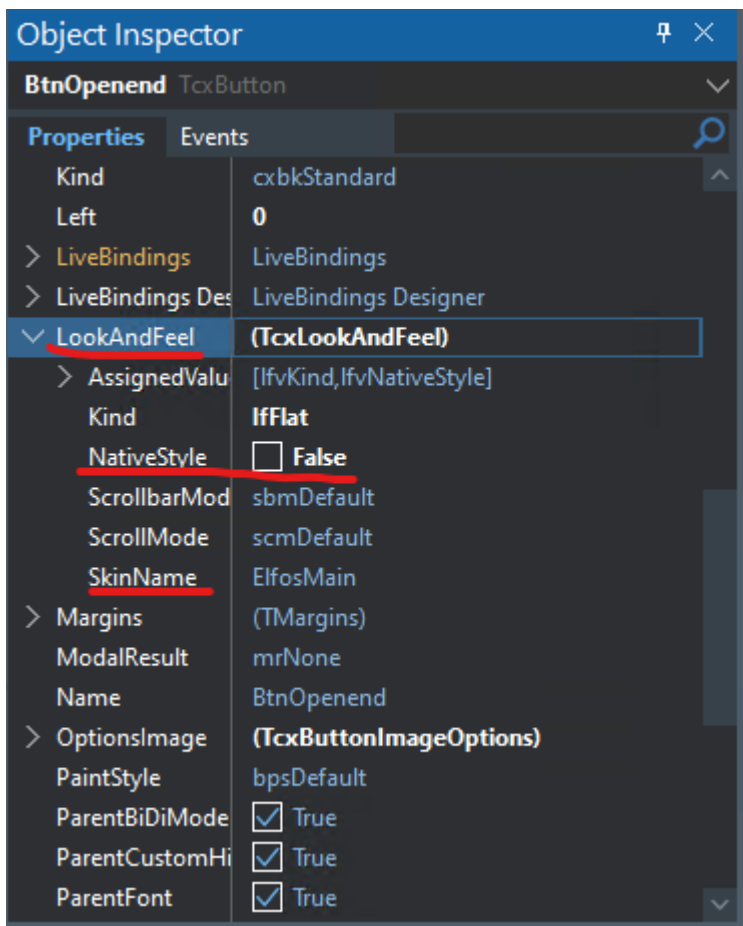 Object Inspector
BtnOpenend TcxButton
Properties Events
Kind cxbkStandard
Left 0
LiveBindings LiveBindings
LiveBindings Des LiveBindings Designer
LookAndFeel (TcxLookAndFeel)
AssignedValu [lfvKind,lfvNativeStyle]
Kind lfFlat
NativeStyle False
ScrollbarMod sbmDefault
ScrollMode scmDefault
SkinName ElfosMain
Margins (TMargins)
ModalResult mrNone
Name BtnOpenend
OptionsImage (TcxButtonImageOptions)
PaintStyle bpsDefault
ParentBiDiMode True
ParentCustomHi True
ParentFont True